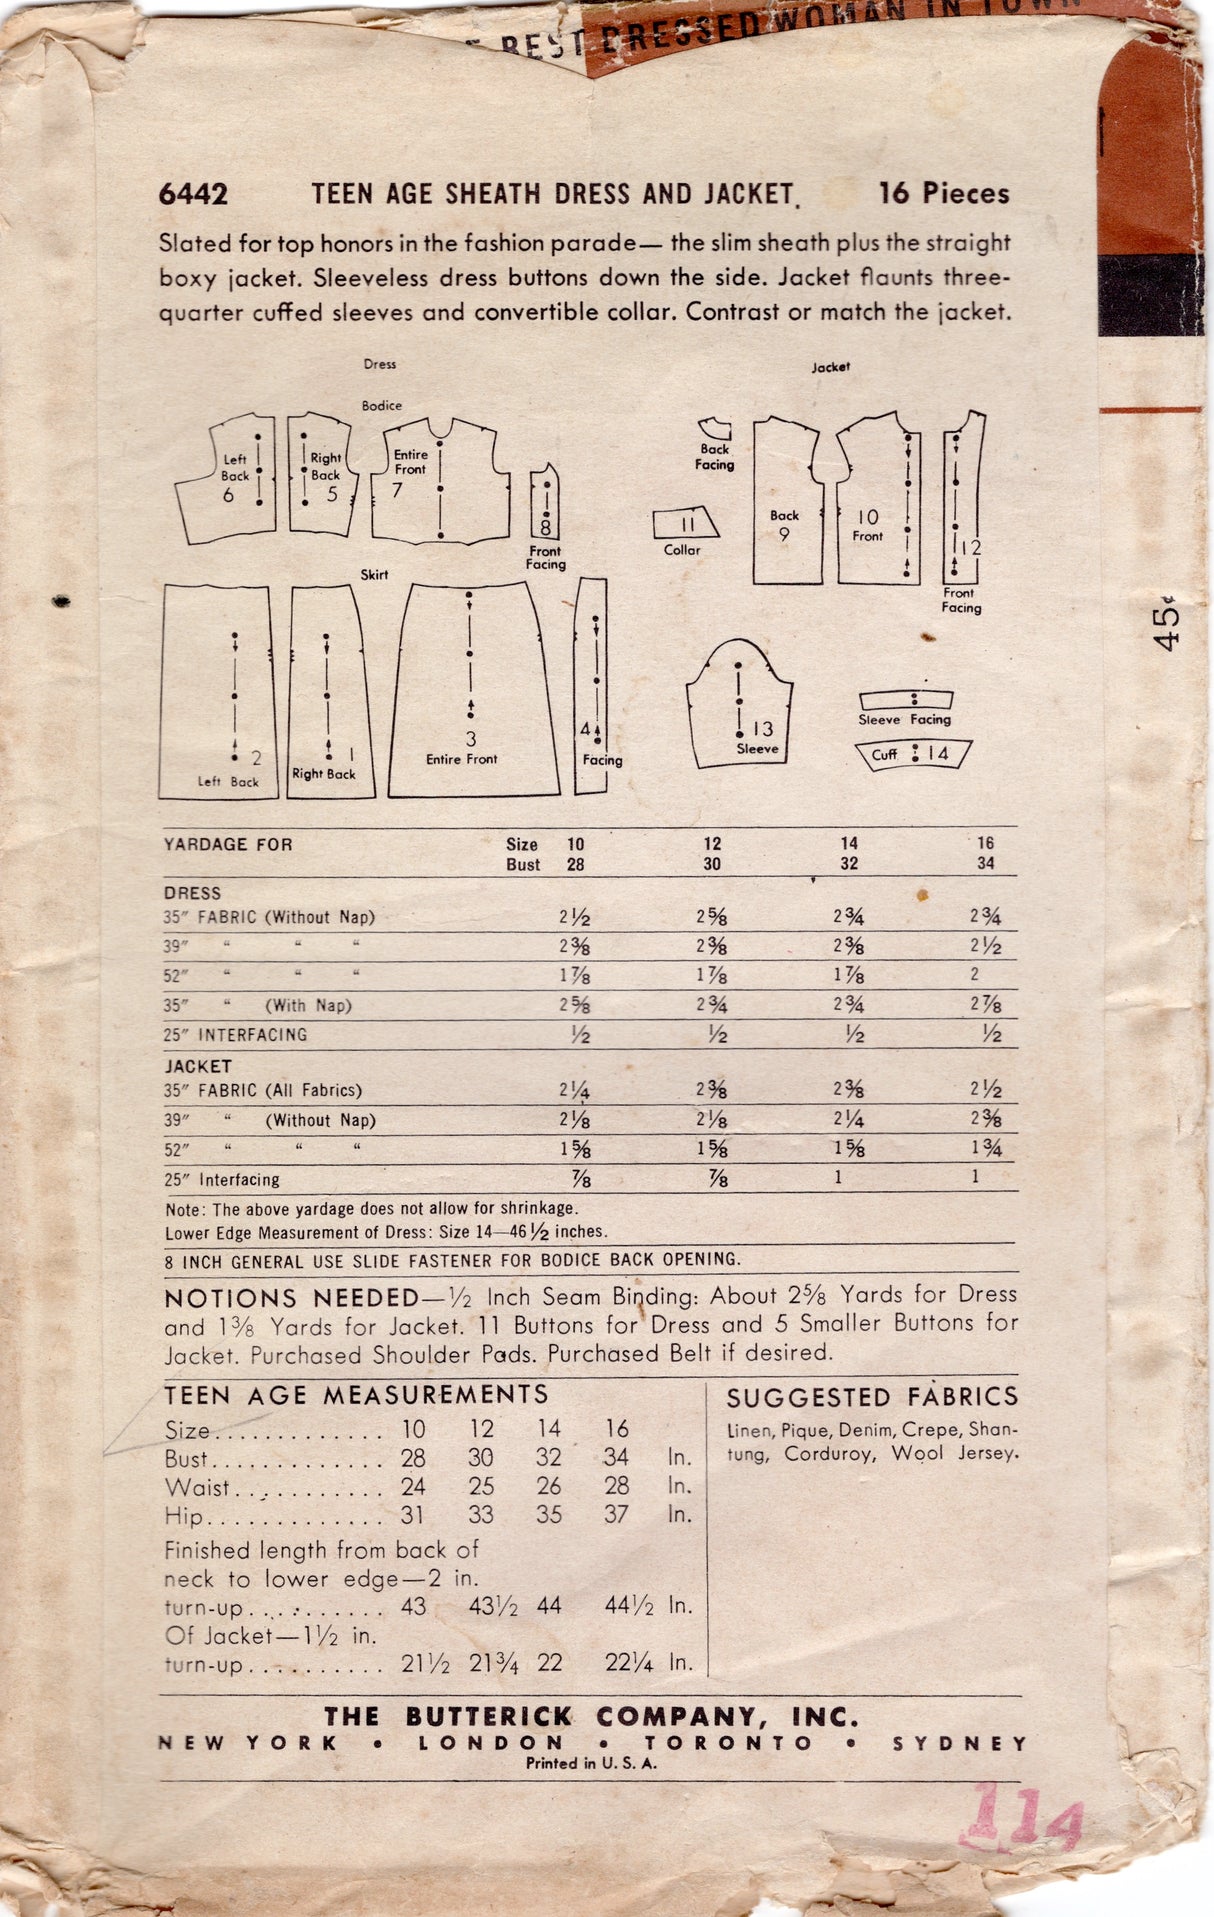 BEST DRESSED WOMAN IN TOWN
6442 TEEN AGE SHEATH DRESS AND JACKET. 16 Pieces
Slated for top honors in the fashion parade— the slim sheath plus the straight
boxy jacket. Sleeveless dress buttons down the side. Jacket flaunts three-
quarter cuffed sleeves and convertible collar. Contrast or match the jacket.
Dress
Jacket
Bodice
Left
Back
6
Right
Back
5
Entire
Front
7
8
Front
Facing
Back
Facing
11
Collar
Back
9
10
Front
12
Front
Facing
Skirt
2
Left Back
1
Right Back
3
Entire Front
4
Facing
13
Sleeve
Sleeve Facing
Cuff 14
45¢
YARDAGE FOR Size 10 12 14 16
Bust 28 30 32 34
DRESS
35″ FABRIC (Without Nap) 2½ 2⅝ 2¾ 2¾
39″ “ “ “ 2⅜ 2⅜ 2⅜ 2½
52″ “ “ “ 1⅞ 1⅞ 1⅞ 2
35″ “ (With Nap) 2⅝ 2¾ 2¾ 2⅞
25″ INTERFACING ½ ½ ½ ½
JACKET
35″ FABRIC (All Fabrics) 2¼ 2⅜ 2⅜ 2½
39″ “ (Without Nap) 2⅛ 2⅛ 2¼ 2⅜
52″ “ “ “ 1⅝ 1⅝ 1⅝ 1¾
25″ Interfacing ⅞ ⅞ 1 1
Note: The above yardage does not allow for shrinkage.
Lower Edge Measurement of Dress: Size 14—46½ inches.
8 INCH GENERAL USE SLIDE FASTENER FOR BODICE BACK OPENING.
NOTIONS NEEDED—½ Inch Seam Binding: About 2⅝ Yards for Dress
and 1⅜ Yards for Jacket. 11 Buttons for Dress and 5 Smaller Buttons for
Jacket. Purchased Shoulder Pads. Purchased Belt if desired.
TEEN AGE MEASUREMENTS
Size............. 10 12 14 16
Bust............. 28 30 32 34 In.
Waist............ 24 25 26 28 In.
Hip.............. 31 33 35 37 In.
Finished length from back of
neck to lower edge—2 in.
turn-up........... 43 43½ 44 44½ In.
Of Jacket—1½ in.
turn-up........... 21½ 21¾ 22 22¼ In.
SUGGESTED FABRICS
Linen, Pique, Denim, Crepe, Shan-
tung, Corduroy, Wool Jersey.
THE BUTTERICK COMPANY, INC.
NEW YORK • LONDON • TORONTO • SYDNEY
Printed in U. S. A.
114